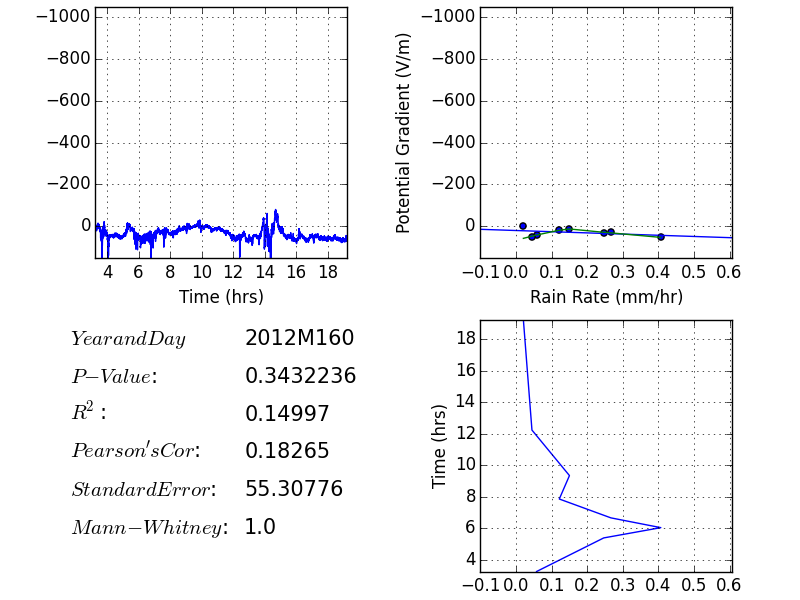 −1000
−800
−600
−400
−200
0
4 6 8 10 12 14 16 18
Time (hrs)
Potential Gradient (V/m)
−1000
−800
−600
−400
−200
0
−0.1 0.0 0.1 0.2 0.3 0.4 0.5 0.6
Rain Rate (mm/hr)
YearandDay 2012M160
P−Value: 0.3432236
R²: 0.14997
Pearson'sCor: 0.18265
StandardError: 55.30776
Mann−Whitney: 1.0
Time (hrs)
18
16
14
12
10
8
6
4
−0.1 0.0 0.1 0.2 0.3 0.4 0.5 0.6